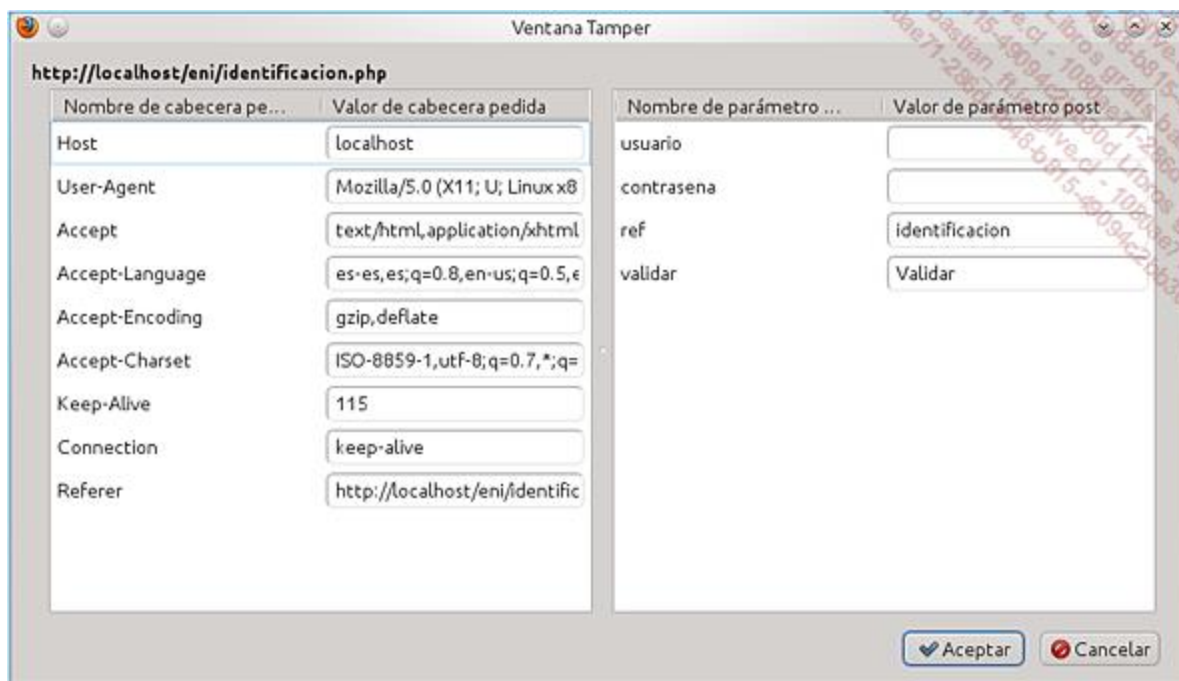 Ventana Tamper
http://localhost/eni/identificacion.php
Nombre de cabecera pe... Valor de cabecera pedida
Host localhost
User-Agent Mozilla/5.0 (X11; U; Linux x8
Accept text/html,application/xhtml
Accept-Language es-es,es;q=0.8,en-us;q=0.5,e
Accept-Encoding gzip,deflate
Accept-Charset ISO-8859-1,utf-8;q=0.7,*;q=
Keep-Alive 115
Connection keep-alive
Referer http://localhost/eni/identific
Nombre de parámetro ... Valor de parámetro post
usuario
contrasena
ref identificacion
validar Validar
Aceptar Cancelar